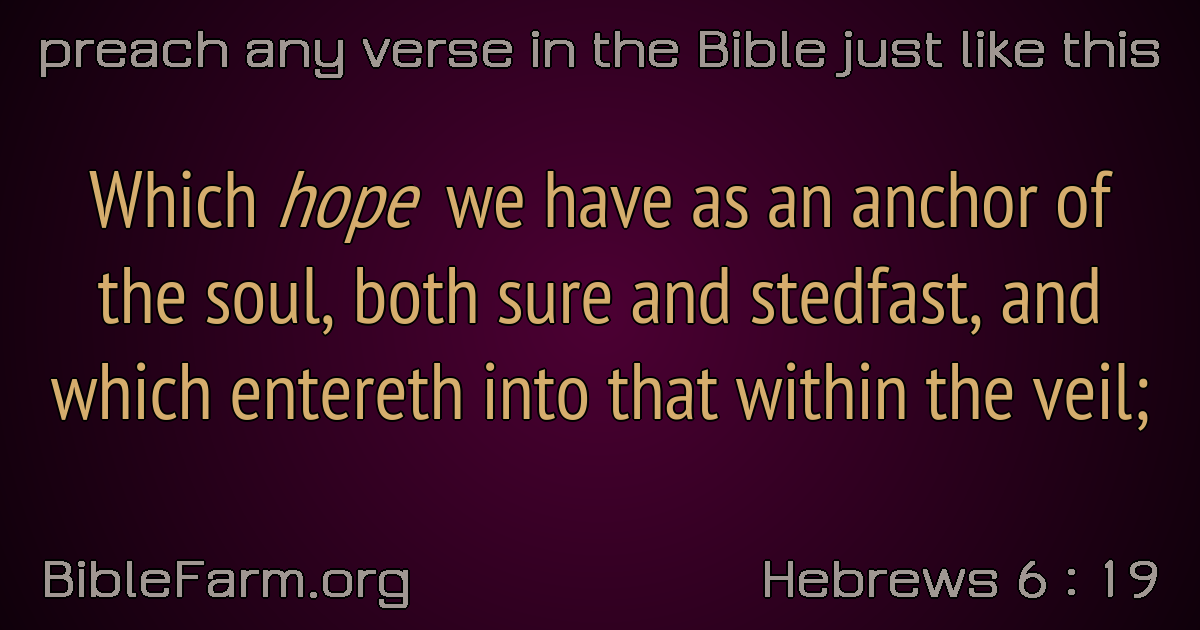 preach any verse in the Bible just like this
Which hope we have as an anchor of
the soul, both sure and stedfast, and
which entereth into that within the veil;
BibleFarm.org
Hebrews 6 : 19